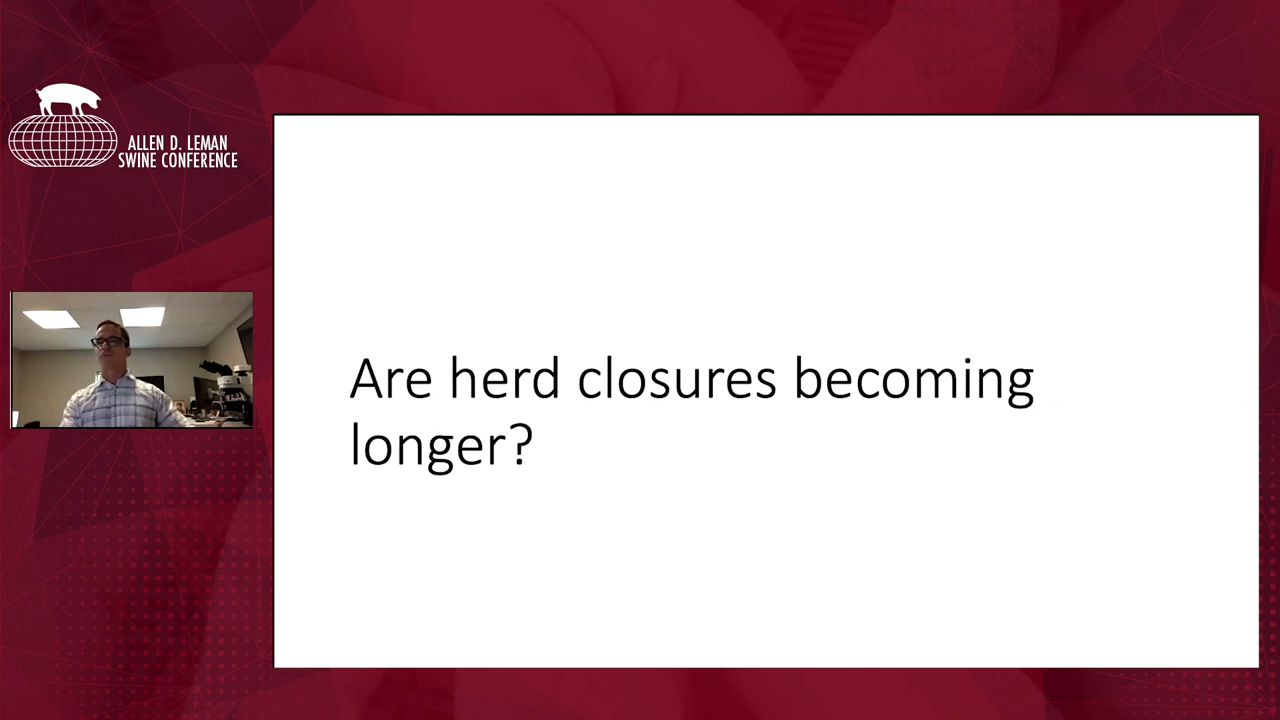 ALLEN D. LEMAN
SWINE CONFERENCE
Are herd closures becoming
longer?